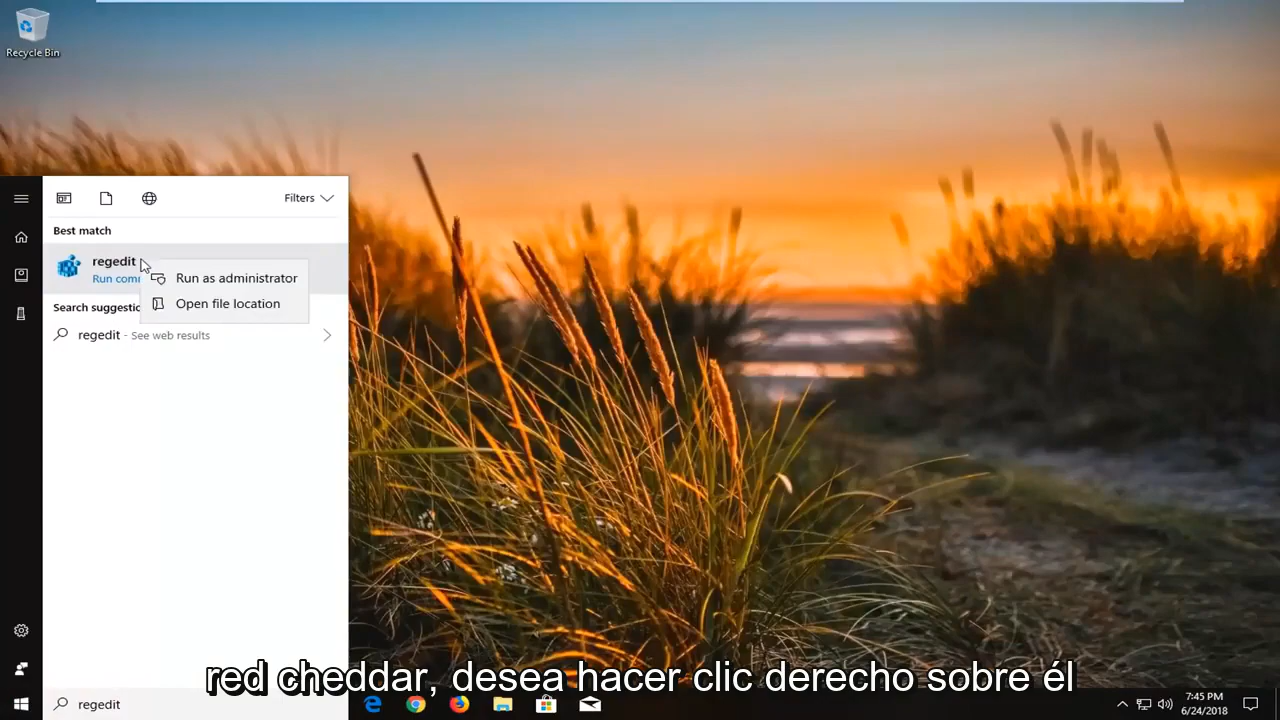 Recycle Bin
Filters
Best match
regedit
Run com
Run as administrator
Open file location
Search suggestic
regedit - See web results
red cheddar, desea hacer clic derecho sobre él
regedit
7:45 PM
6/24/2018